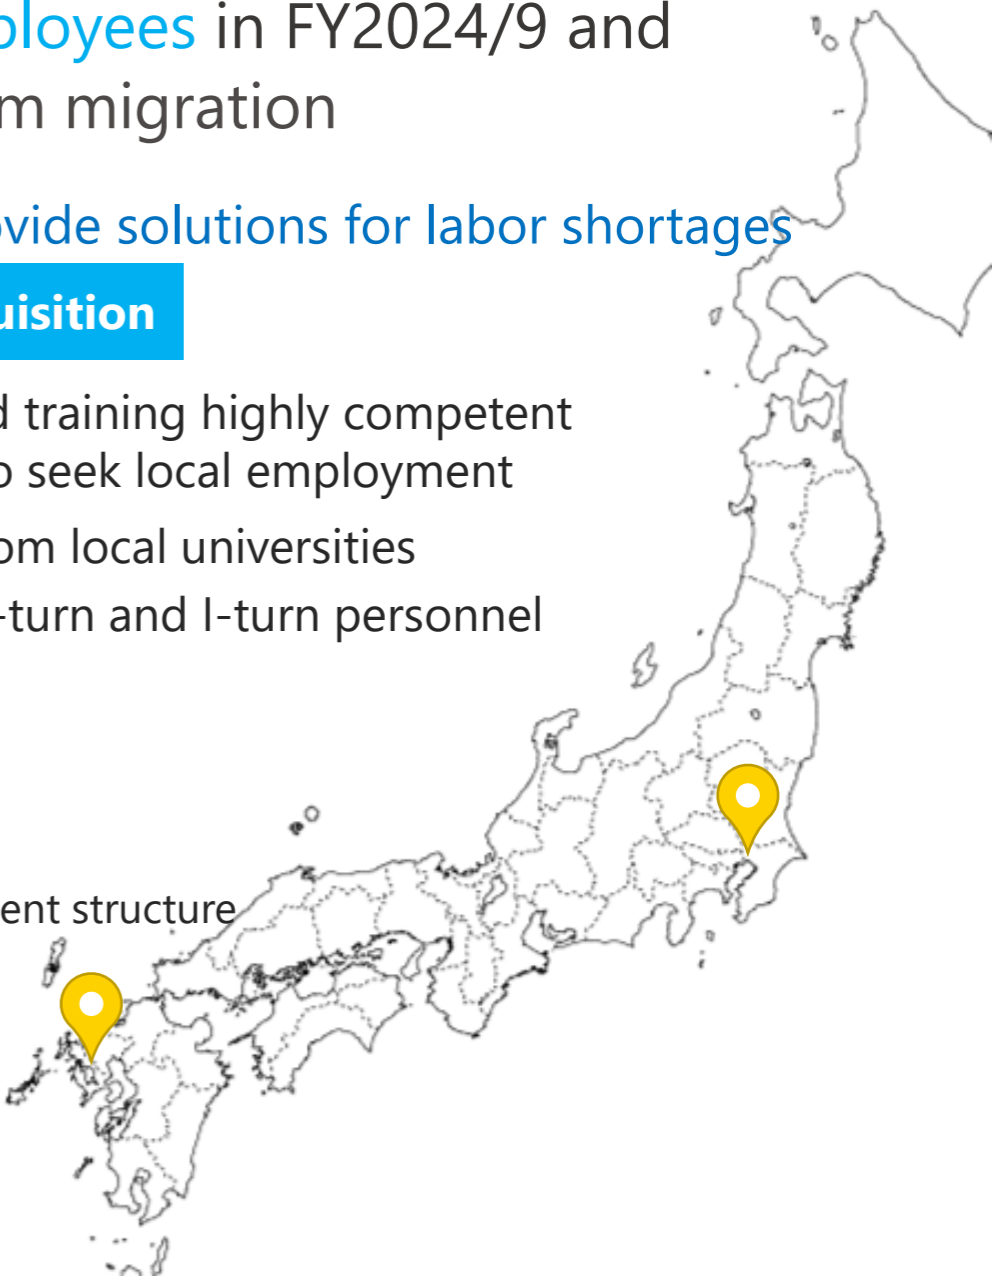 ployees in FY2024/9 and
m migration
vide solutions for labor shortages
uisition
d training highly competent
o seek local employment
om local universities
-turn and I-turn personnel
ent structure